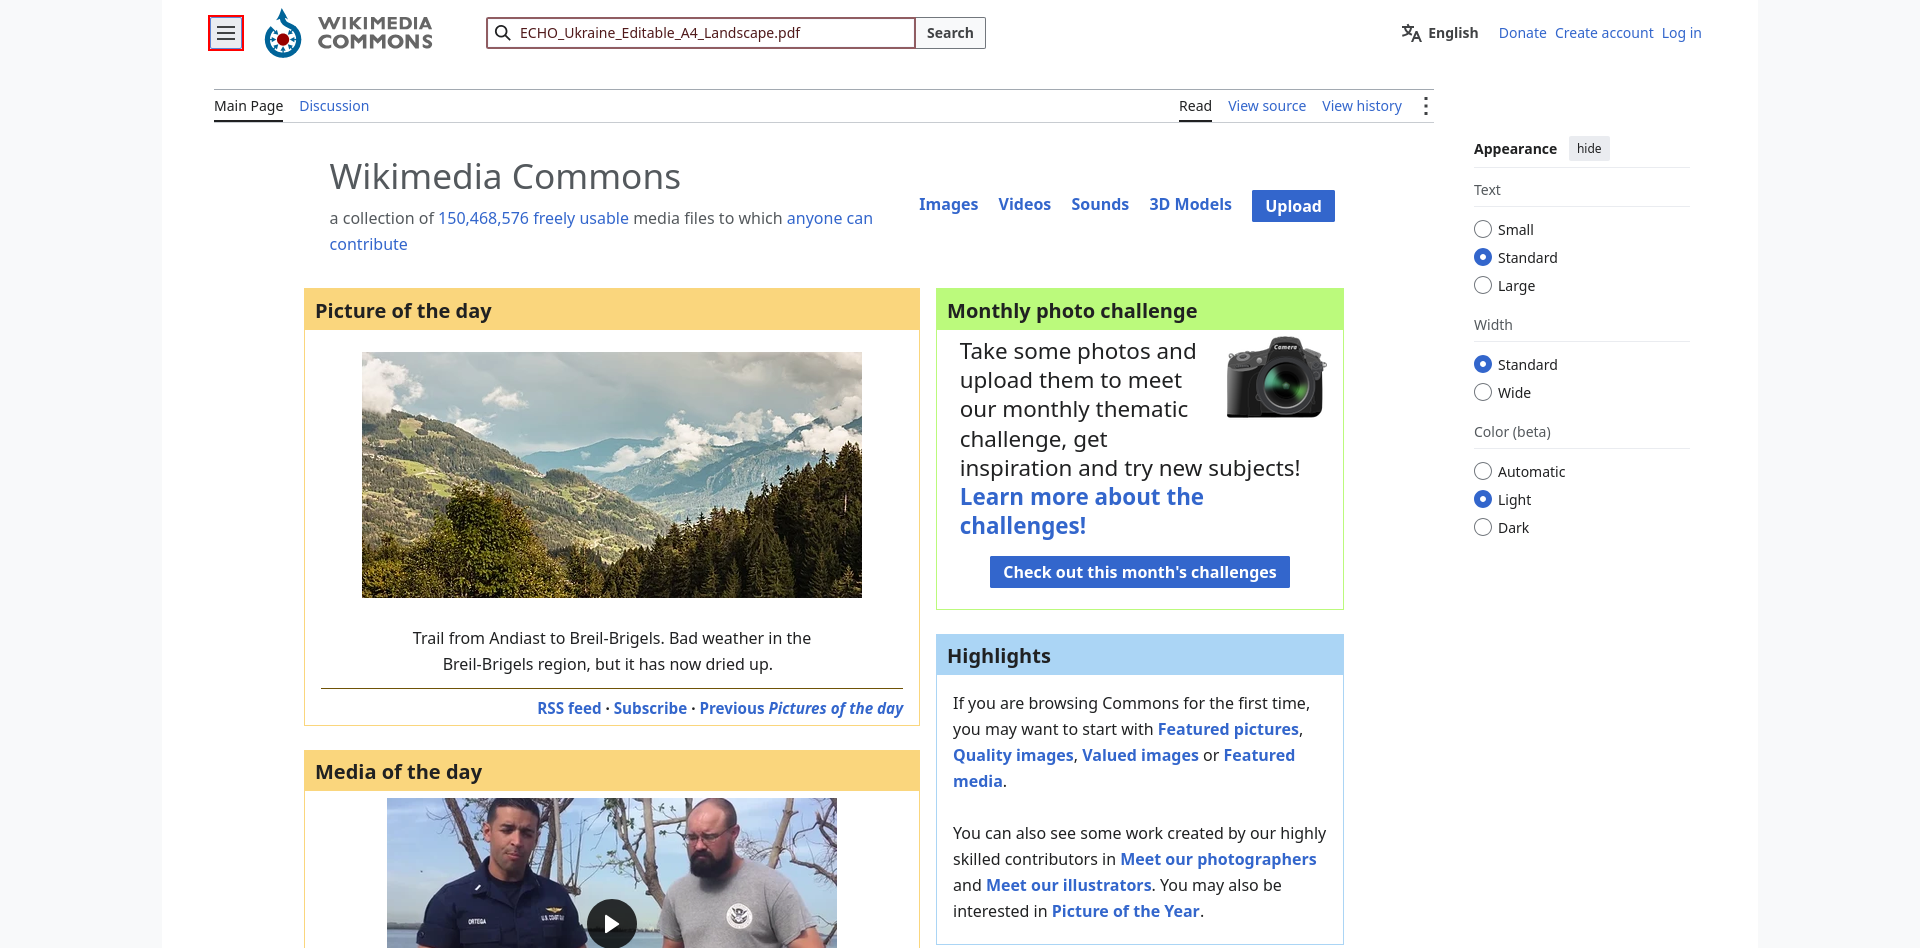 WIKIMEDIA
COMMONS
ECHO_Ukraine_Editable_A4_Landscape.pdf
Search
English
Donate
Create account
Log in
Main Page
Discussion
Read
View source
View history
Wikimedia Commons
a collection of 150,468,576 freely usable media files to which anyone can
contribute
Images
Videos
Sounds
3D Models
Upload
Picture of the day
Trail from Andiast to Breil-Brigels. Bad weather in the
Breil-Brigels region, but it has now dried up.
RSS feed · Subscribe · Previous Pictures of the day
Media of the day
ORTEGA
U.S. COAST GUARD
Monthly photo challenge
Camera
Take some photos and
upload them to meet
our monthly thematic
challenge, get
inspiration and try new subjects!
Learn more about the
challenges!
Check out this month's challenges
Highlights
If you are browsing Commons for the first time,
you may want to start with Featured pictures,
Quality images, Valued images or Featured
media.
You can also see some work created by our highly
skilled contributors in Meet our photographers
and Meet our illustrators. You may also be
interested in Picture of the Year.
Appearance
hide
Text
Small
Standard
Large
Width
Standard
Wide
Color (beta)
Automatic
Light
Dark